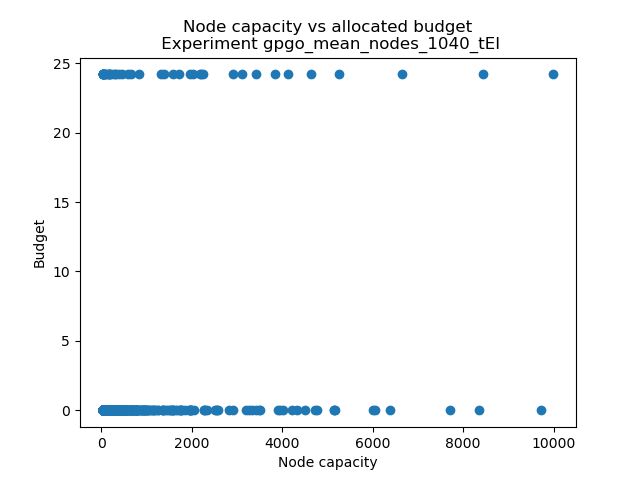 Node capacity vs allocated budget
Experiment gpgo_mean_nodes_1040_tEI
25
20
15
10
5
0
Budget
0 2000 4000 6000 8000 10000
Node capacity